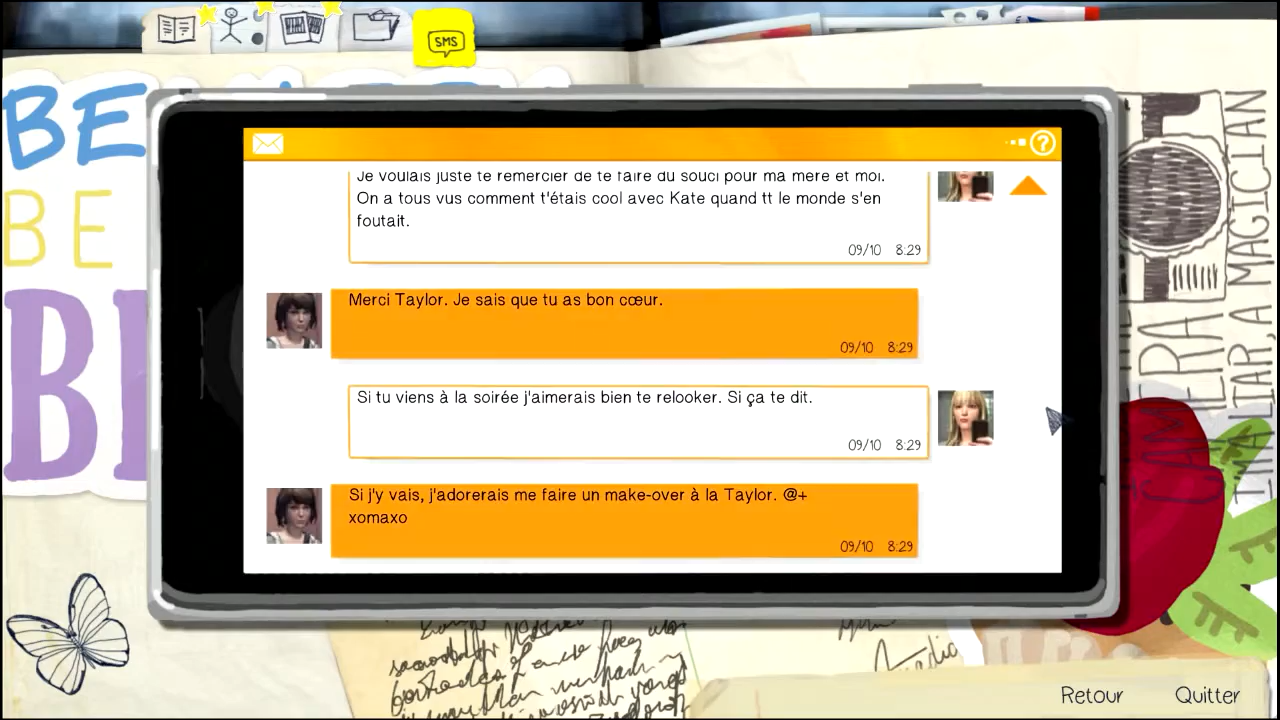 SMS
BE
BE
Je voulais juste te remercier de te faire du souci pour ma mère et moi.
On a tous vus comment t'étais cool avec Kate quand tt le monde s'en
foutait.
09/10 8:29
Merci Taylor. Je sais que tu as bon cœur.
09/10 8:29
Si tu viens à la soirée j'aimerais bien te relooker. Si ça te dit.
09/10 8:29
Si j'y vais, j'adorerais me faire un make-over à la Taylor. @+
xomaxo
09/10 8:29
CAMERA
IMA LIAR, A MAGICIAN
Retour Quitter